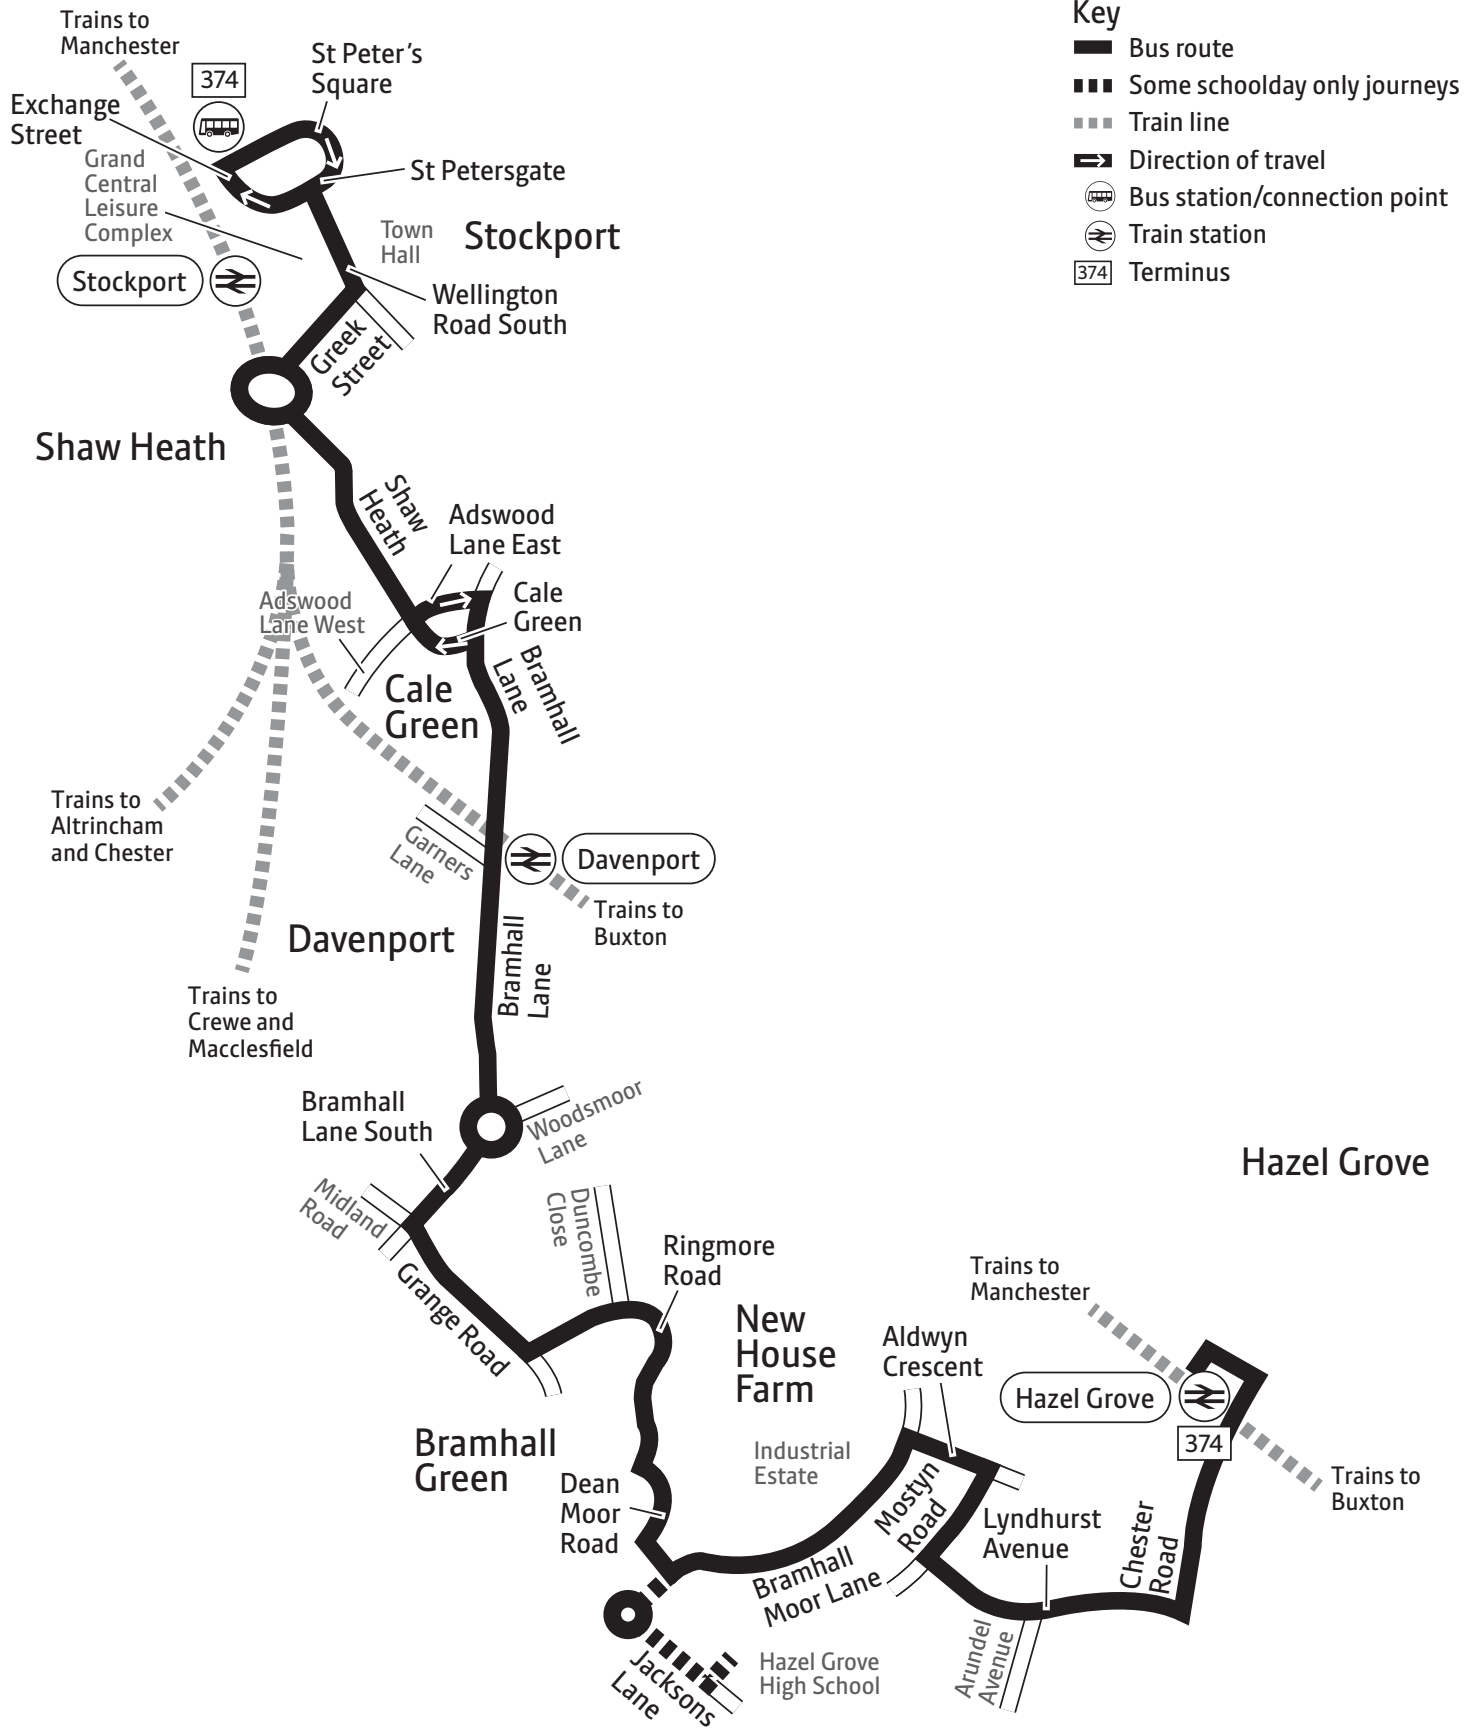 Trains to
Manchester
374
St Peter's
Square
Exchange
Street
Grand
Central
Leisure
Complex
St Petersgate
Town
Hall
Stockport
Stockport
Wellington
Road South
Greek
Street
Shaw Heath
Shaw
Heath
Adswood
Lane East
Cale
Green
Adswood
Lane West
Bramhall
Lane
Cale
Green
Trains to
Altrincham
and Chester
Garners
Lane
Davenport
Trains to
Buxton
Davenport
Bramhall
Lane
Trains to
Crewe and
Macclesfield
Bramhall
Lane South
Woodsmoor
Lane
Midland
Road
Duncombe
Close
Grange Road
Ringmore
Road
New
House
Farm
Bramhall
Green
Dean
Moor
Road
Industrial
Estate
Aldwyn
Crescent
Mostyn
Road
Bramhall
Moor Lane
Lyndhurst
Avenue
Arundel
Avenue
Chester
Road
Jacksons
Lane
Hazel Grove
High School
Hazel Grove
Trains to
Manchester
Hazel Grove
374
Trains to
Buxton
Key
Bus route
Some schoolday only journeys
Train line
Direction of travel
Bus station/connection point
Train station
374 Terminus